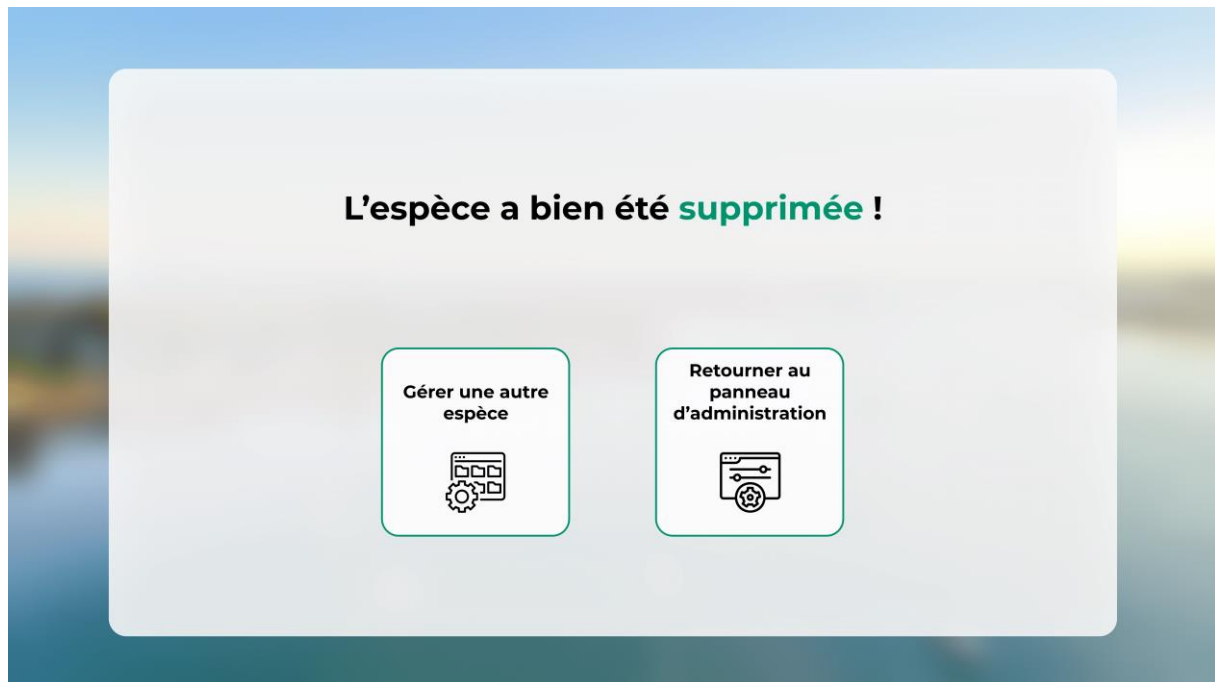 L’espèce a bien été supprimée !
Gérer une autre
espèce
Retourner au
panneau
d’administration